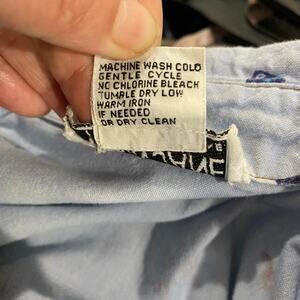 MACHINE WASH COLD
GENTLE CYCLE
NO CHLORINE BLEACH
TUMBLE DRY LOW
WARM IRON
IF NEEDED
OR DRY CLEAN